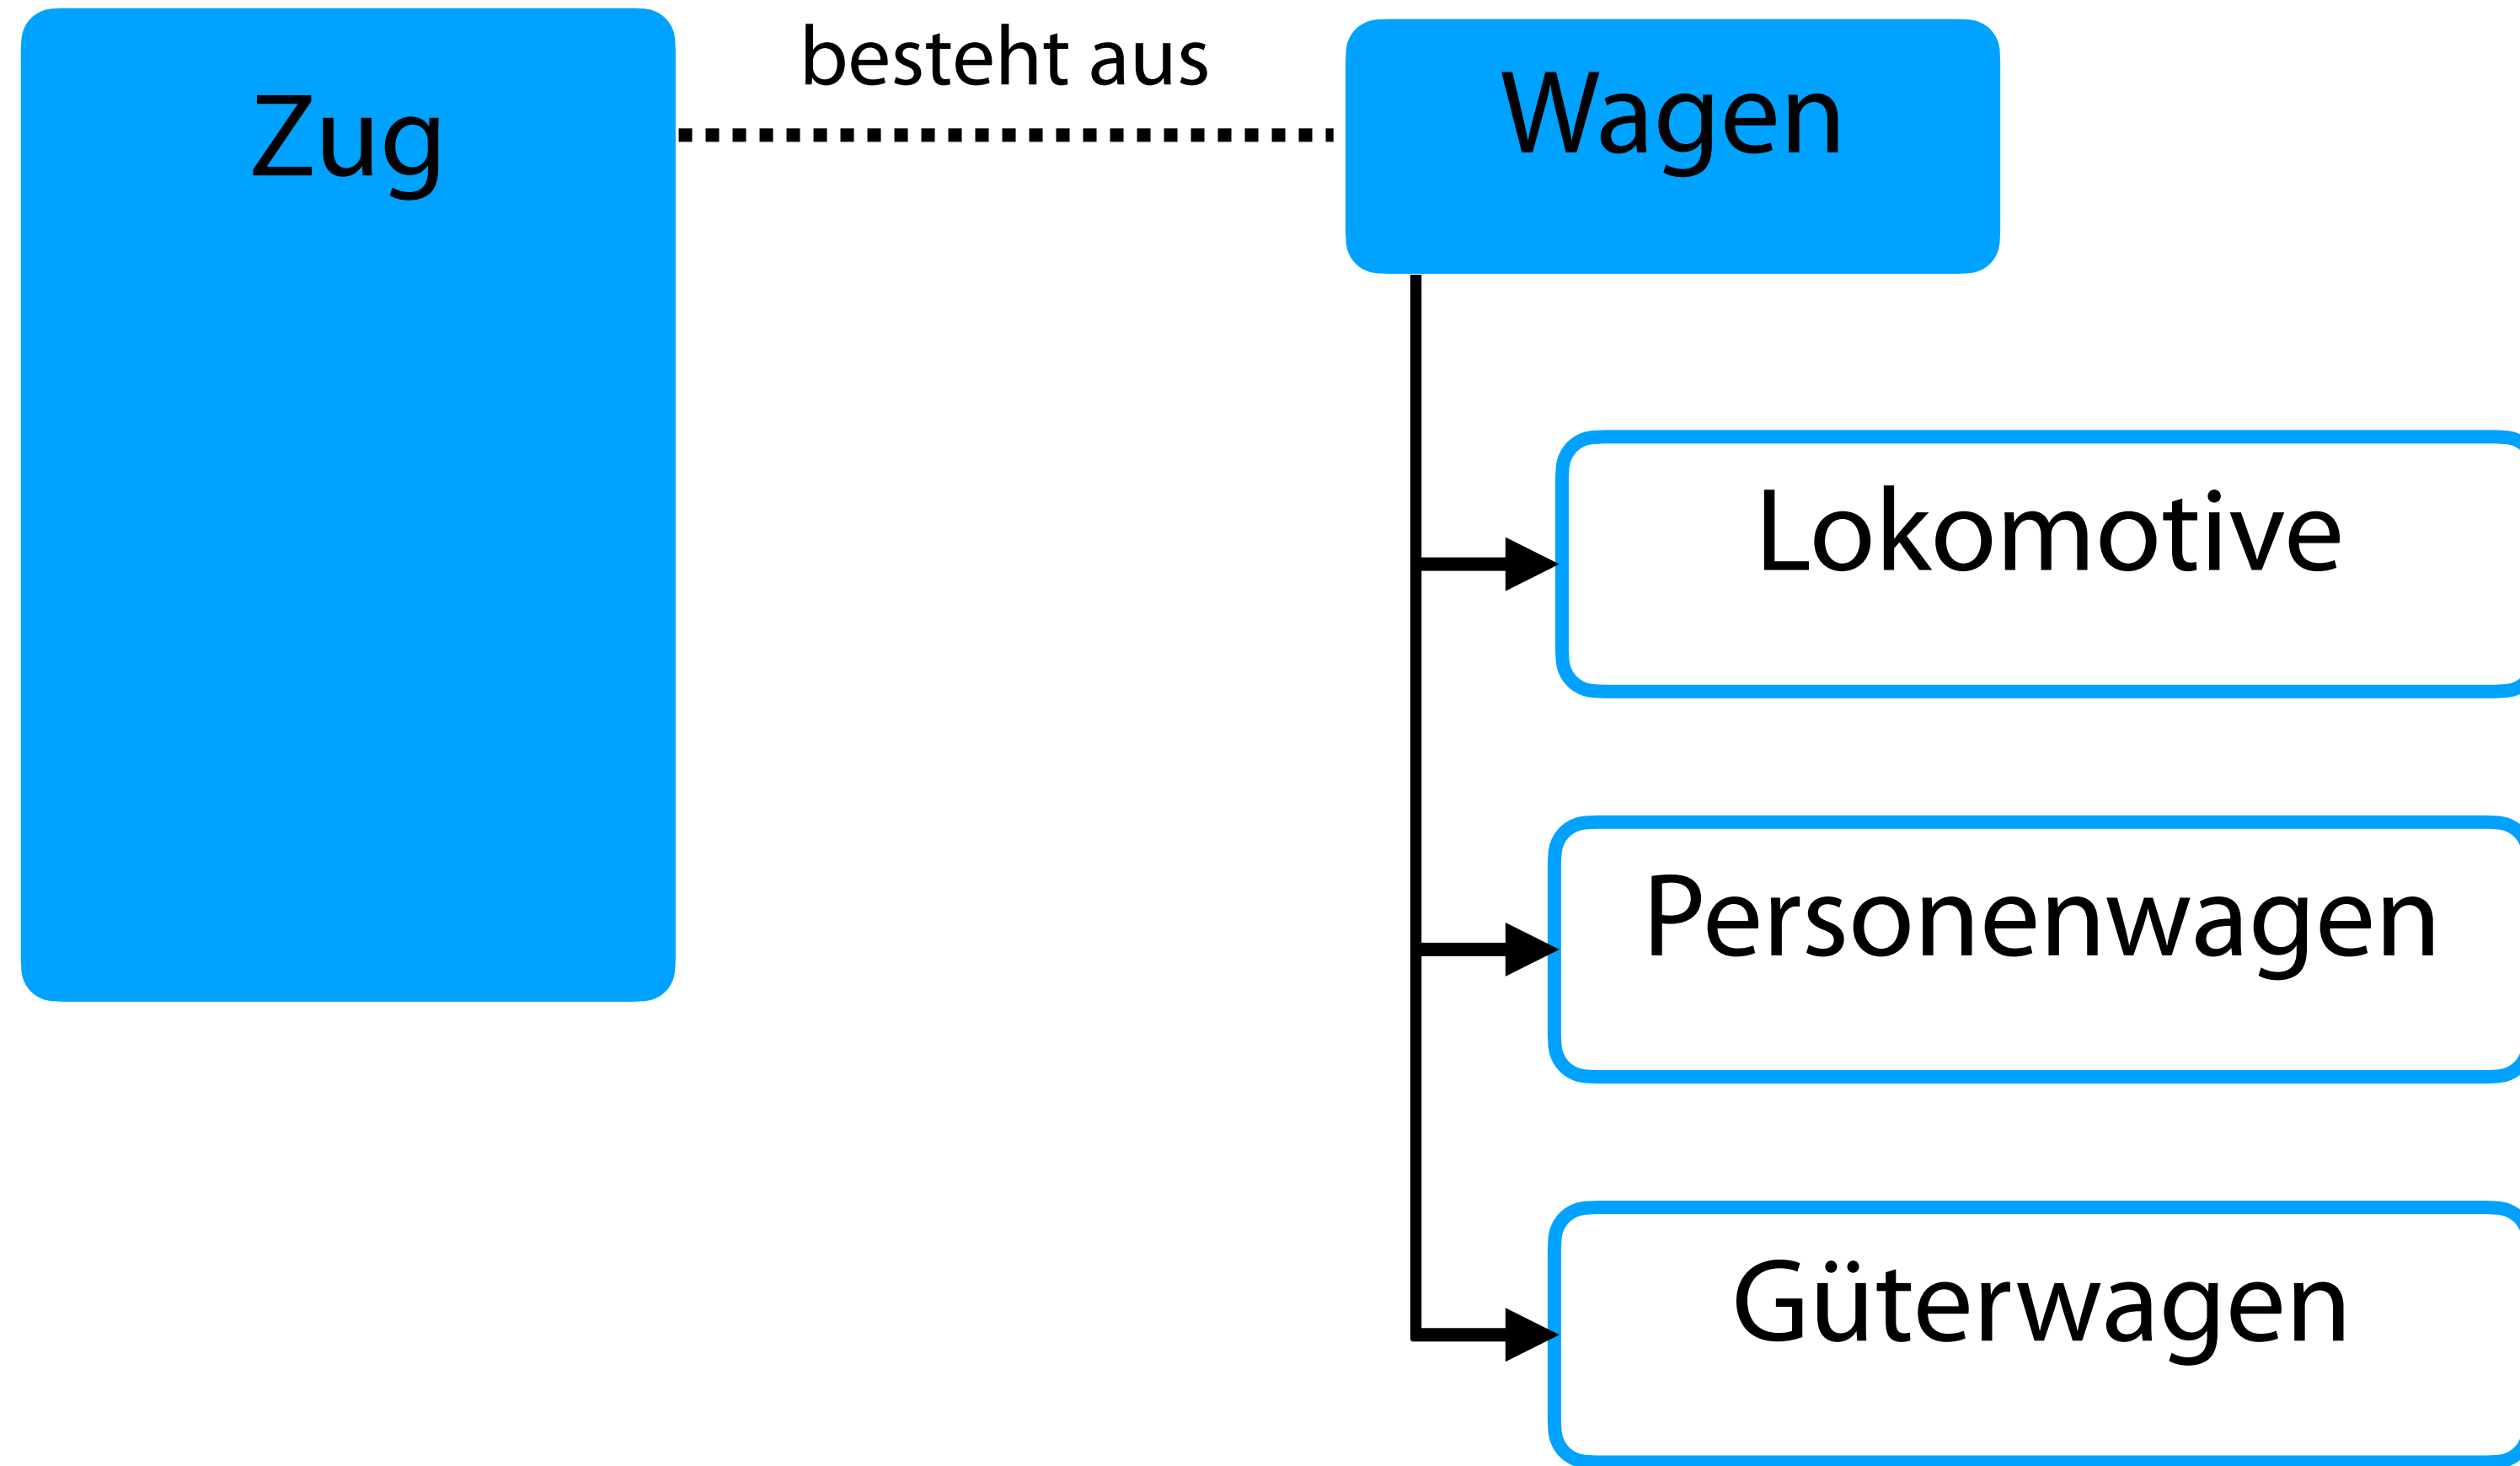 Zug
besteht aus
Wagen
Lokomotive
Personenwagen
Güterwagen